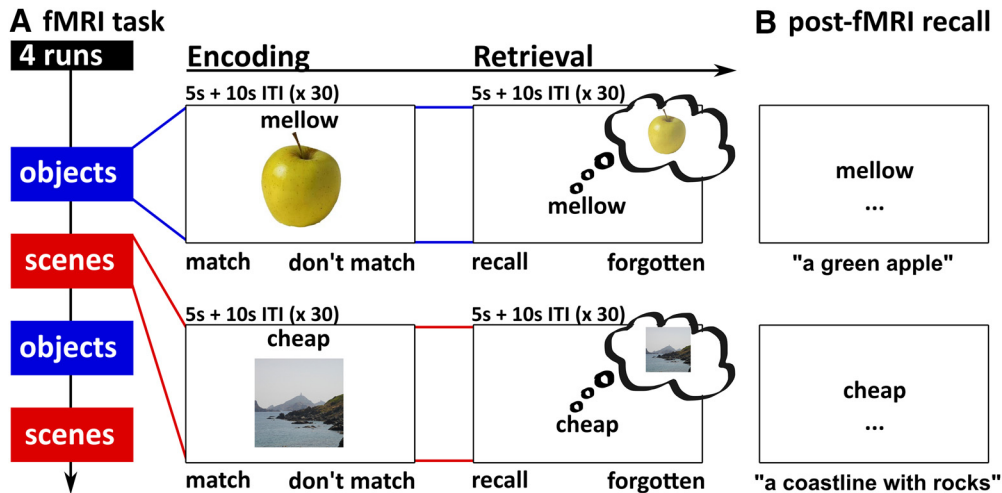 A fMRI task
4 runs
objects
scenes
objects
scenes
Encoding
Retrieval
5s + 10s ITI (x 30)
mellow
match don't match
5s + 10s ITI (x 30)
mellow
recall forgotten
5s + 10s ITI (x 30)
cheap
match don't match
5s + 10s ITI (x 30)
cheap
recall forgotten
B post-fMRI recall
mellow
...
"a green apple"
cheap
...
"a coastline with rocks"